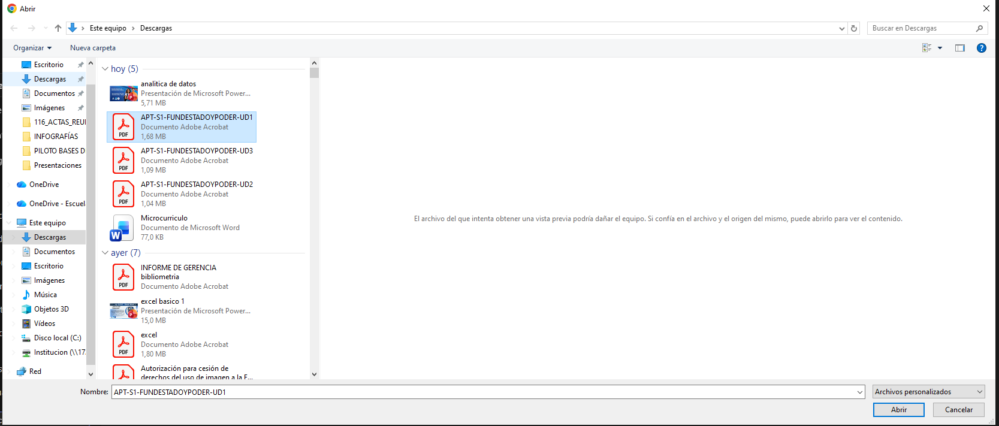 Abrir
Este equipo > Descargas
Buscar en Descargas
Organizar
Nueva carpeta
Escritorio
Descargas
Documentos
Imágenes
116_ACTAS_REUI
INFOGRAFÍAS
PILOTO BASES D
Presentaciones
OneDrive
OneDrive - Escuel
Este equipo
Descargas
Documentos
Escritorio
Imágenes
Música
Objetos 3D
Vídeos
Disco local (C:)
Institucion (\\17
Red
hoy (5)
analitica de datos
Presentación de Microsoft Power...
5,71 MB
PDF
APT-S1-FUNDESTADOYPODER-UD1
Documento Adobe Acrobat
1,68 MB
PDF
APT-S1-FUNDESTADOYPODER-UD3
Documento Adobe Acrobat
1,09 MB
PDF
APT-S1-FUNDESTADOYPODER-UD2
Documento Adobe Acrobat
1,04 MB
W
Microcurriculo
Documento de Microsoft Word
77,0 KB
ayer (7)
PDF
INFORME DE GERENCIA
bibliometria
Documento Adobe Acrobat
excel basico 1
Presentación de Microsoft Power...
15,0 MB
PDF
excel
Documento Adobe Acrobat
1,80 MB
Autorización para cesión de
derechos del uso de imagen a la E...
El archivo del que intenta obtener una vista previa podría dañar el equipo. Si confía en el archivo y el origen del mismo, puede abrirlo para ver el contenido.
Nombre:
APT-S1-FUNDESTADOYPODER-UD1
Archivos personalizados
Abrir
Cancelar